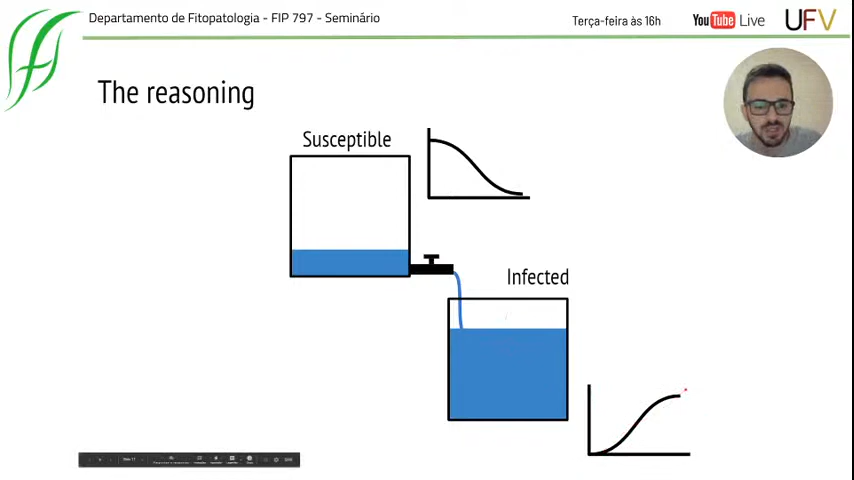 Departamento de Fitopatologia - FIP 797 - Seminário
Terça-feira às 16h
YouTube Live
UFV
The reasoning
Susceptible
Infected